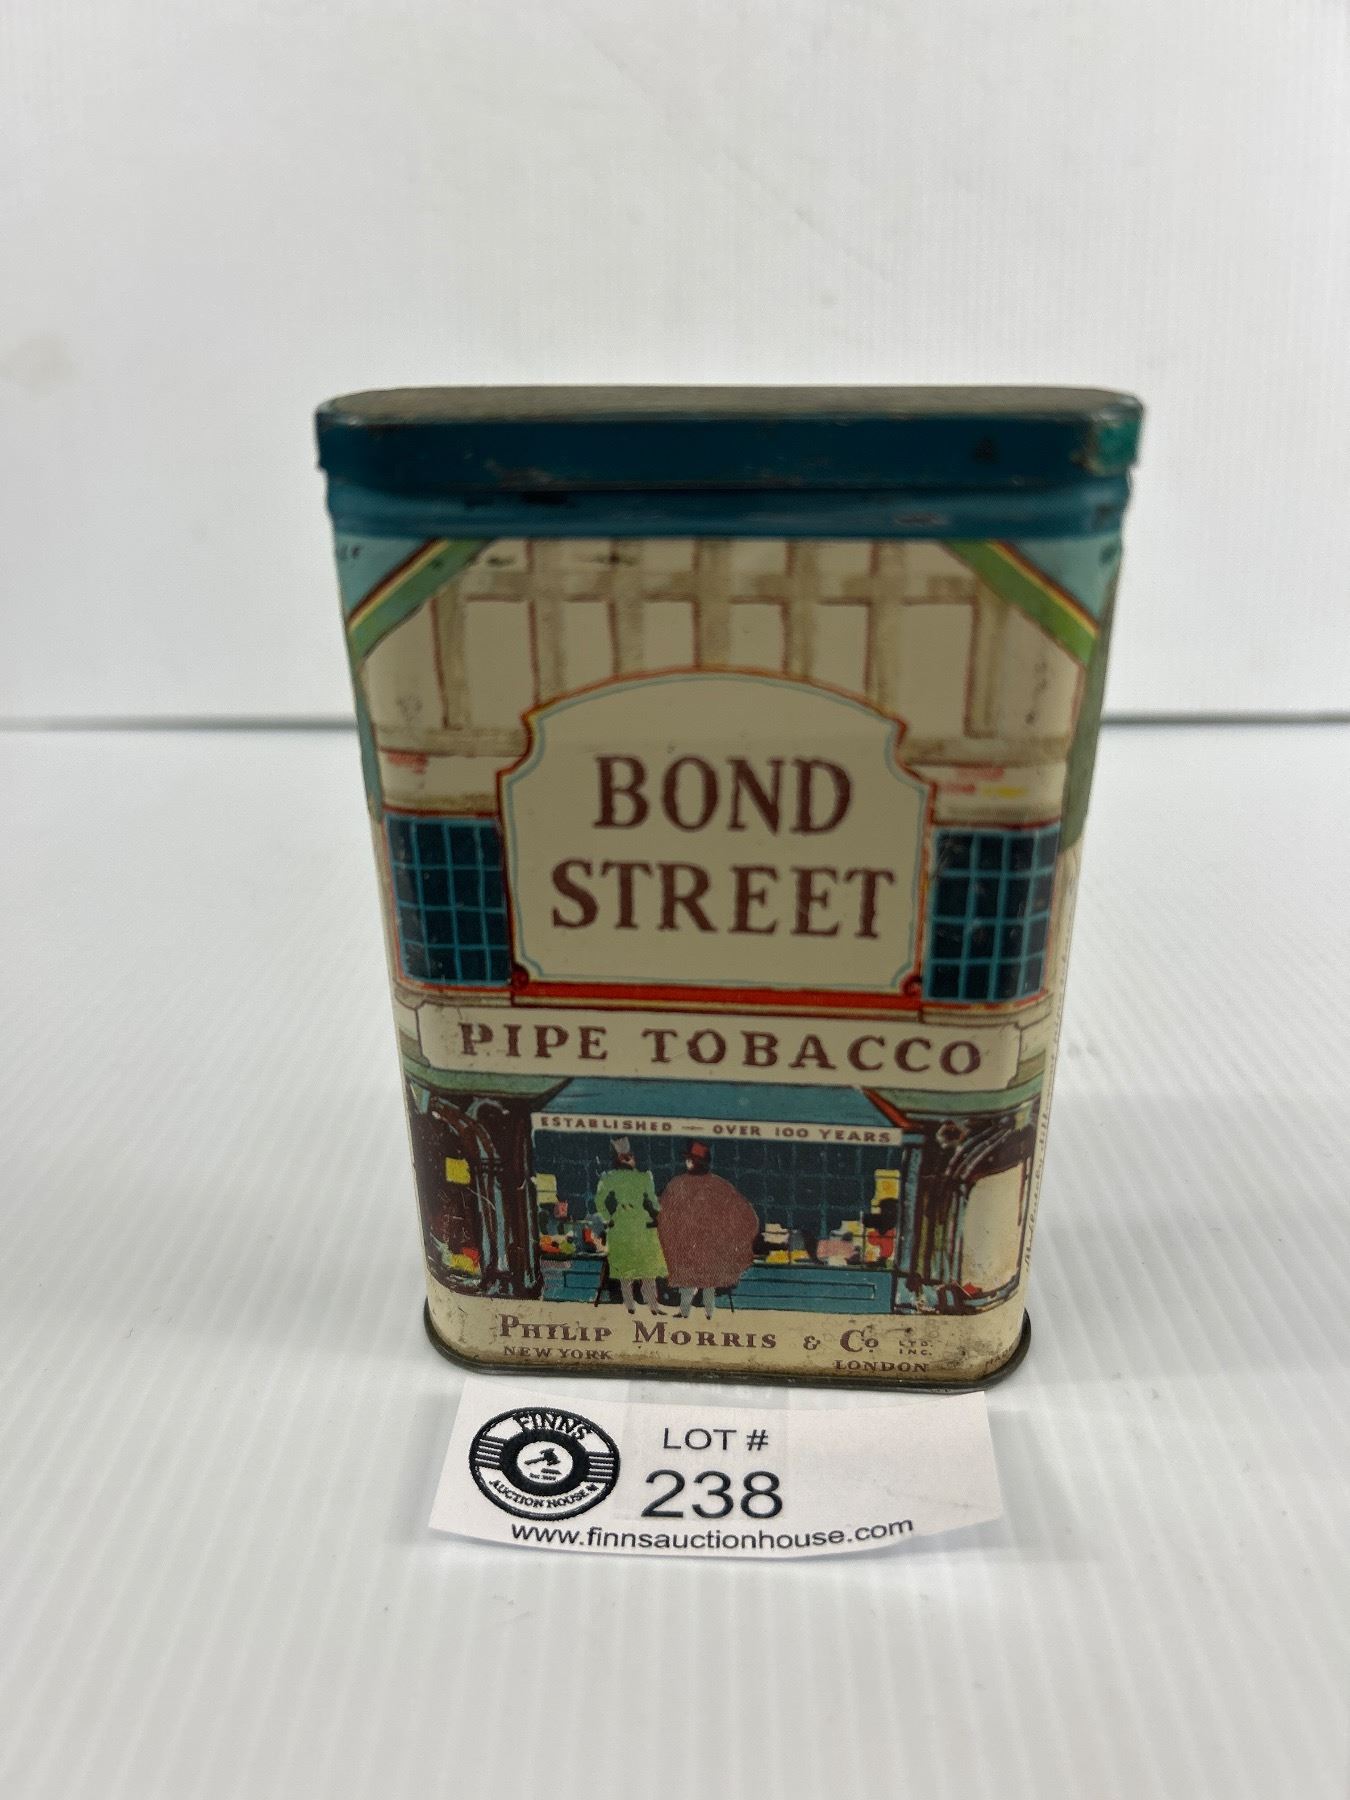 BOND
STREET
PIPE TOBACCO
ESTABLISHED — OVER 100 YEARS
PHILIP MORRIS & Co LTD. INC.
NEW YORK LONDON
FINNS
AUCTION HOUSE
LOT #
238
www.finnsauctionhouse.com